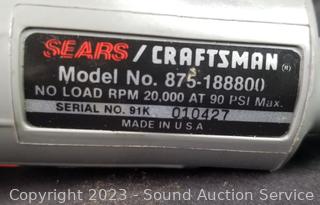 SEARS/CRAFTSMAN ®
Model No. 875-188800
NO LOAD RPM 20,000 AT 90 PSI Max.
SERIAL NO. 91K 010427
MADE IN U.S.A
Copyright 2023 - Sound Auction Service